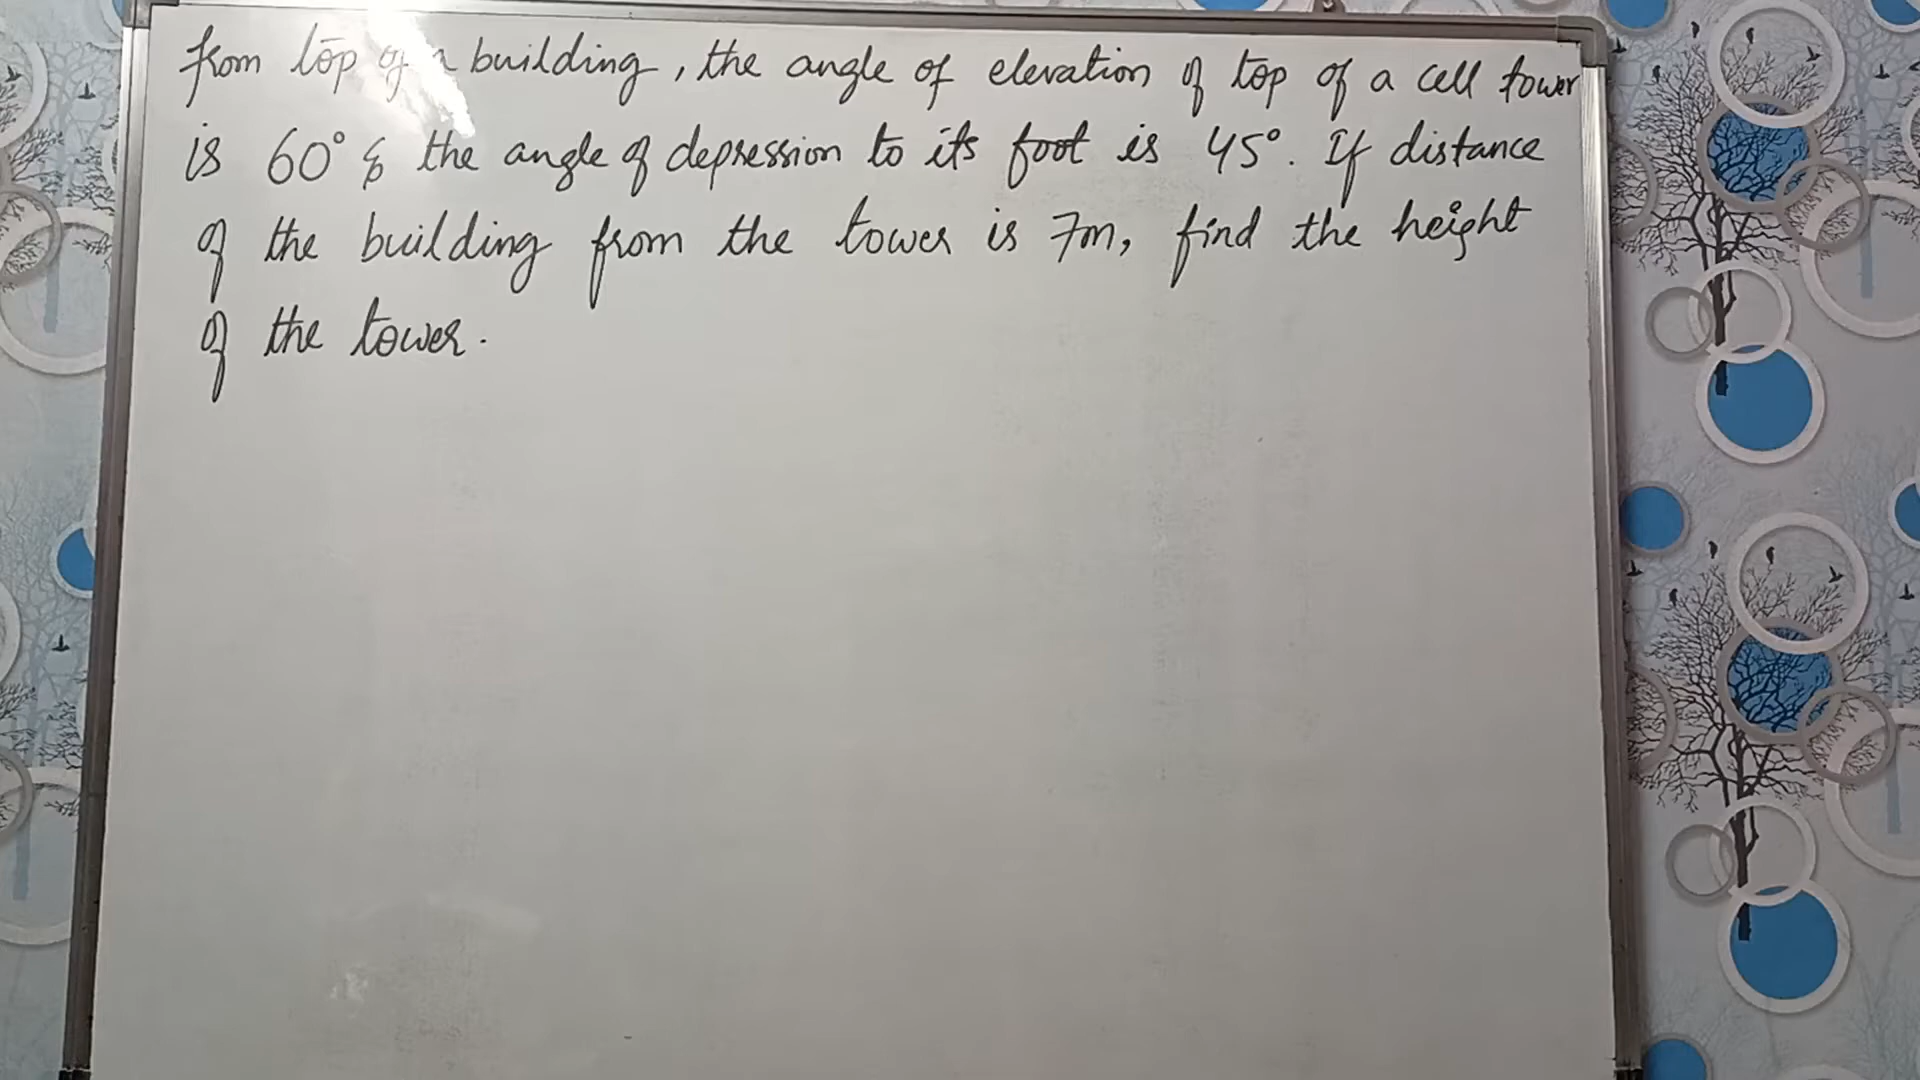 from top of a building, the angle of elevation of top of a cell tower
is 60° & the angle of depression to its foot is 45°. If distance
of the building from the tower is 7m, find the height
of the tower.